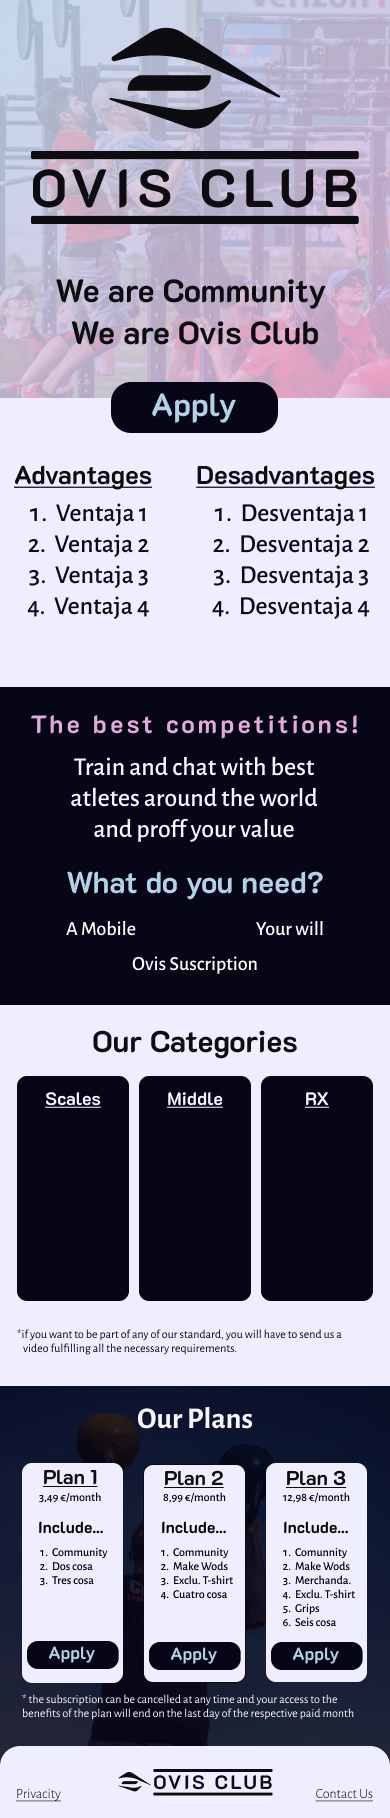 verizon
OVIS CLUB
We are Community
We are Ovis Club
Apply
Advantages
1. Ventaja 1
2. Ventaja 2
3. Ventaja 3
4. Ventaja 4
Desadvantages
1. Desventaja 1
2. Desventaja 2
3. Desventaja 3
4. Desventaja 4
The best competitions!
Train and chat with best
atletes around the world
and proff your value
What do you need?
A Mobile
Your will
Ovis Suscription
Our Categories
Scales
Middle
RX
*if you want to be part of any of our standard, you will have to send us a
video fulfilling all the necessary requirements.
Our Plans
Plan 1
3,49 €/month
Include...
1. Community
2. Dos cosa
3. Tres cosa
Apply
Plan 2
8,99 €/month
Include...
1. Community
2. Make Wods
3. Exclu. T-shirt
4. Cuatro cosa
Apply
Plan 3
12,98 €/month
Include...
1. Comunnity
2. Make Wods
3. Merchanda.
4. Exclu. T-shirt
5. Grips
6. Seis cosa
Apply
* the subscription can be cancelled at any time and your access to the
benefits of the plan will end on the last day of the respective paid month
Privacity
OVIS CLUB
Contact Us